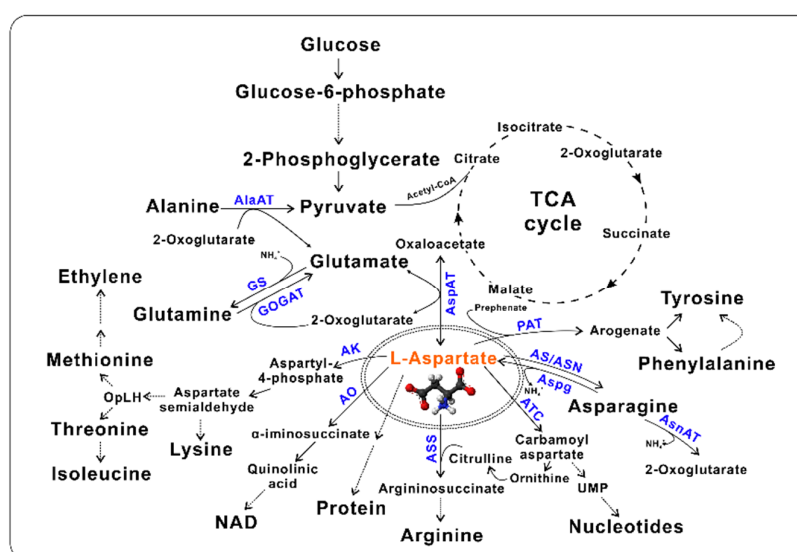 Glucose
Glucose-6-phosphate
2-Phosphoglycerate
Isocitrate
Citrate
2-Oxoglutarate
Acetyl-CoA
TCA
cycle
Alanine
AlaAT
Pyruvate
2-Oxoglutarate
Oxaloacetate
Succinate
NH₄⁺
Glutamate
Ethylene
GS
GOGAT
Glutamine
AspAT
Malate
Prephenate
Tyrosine
2-Oxoglutarate
PAT
Arogenate
Methionine
AK
L-Aspartate
AS/ASN
Phenylalanine
Aspartyl-
4-phosphate
Aspg
NH₄⁺
OpLH
Aspartate
semialdehyde
AO
ATC
Asparagine
Threonine
Lysine
α-iminosuccinate
ASS
Citrulline
Carbamoyl
aspartate
AsnAT
NH₄⁺
Isoleucine
Quinolinic
acid
Ornithine
2-Oxoglutarate
Argininosuccinate
UMP
NAD
Protein
Arginine
Nucleotides